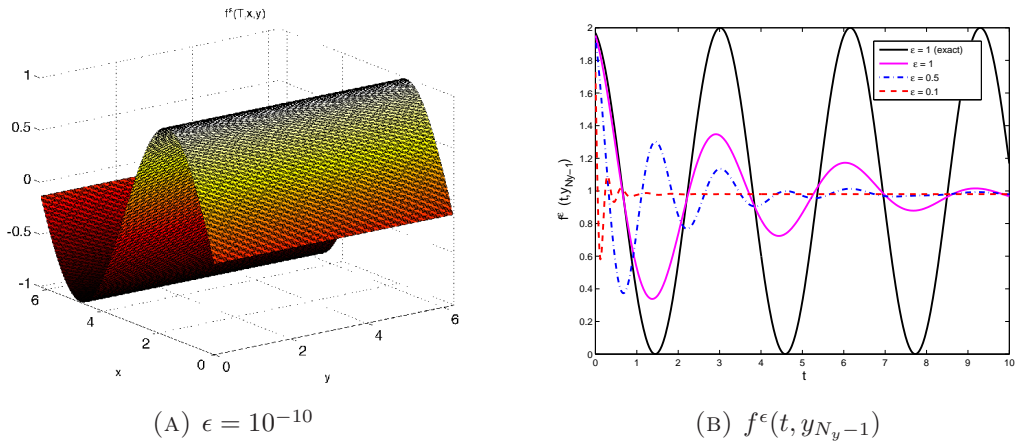 f^ε(T,x,y)
1
0.5
0
-0.5
-1
6
4
2
0
x
0
2
4
6
y
(A) ϵ = 10^{-10}
2
1.8
1.6
1.4
1.2
1
0.8
0.6
0.4
0.2
0
f^ε (t,y_{Ny-1})
0 1 2 3 4 5 6 7 8 9 10
t
ε = 1 (exact)
ε = 1
ε = 0.5
ε = 0.1
(B) f^ϵ(t, y_{N_y-1})